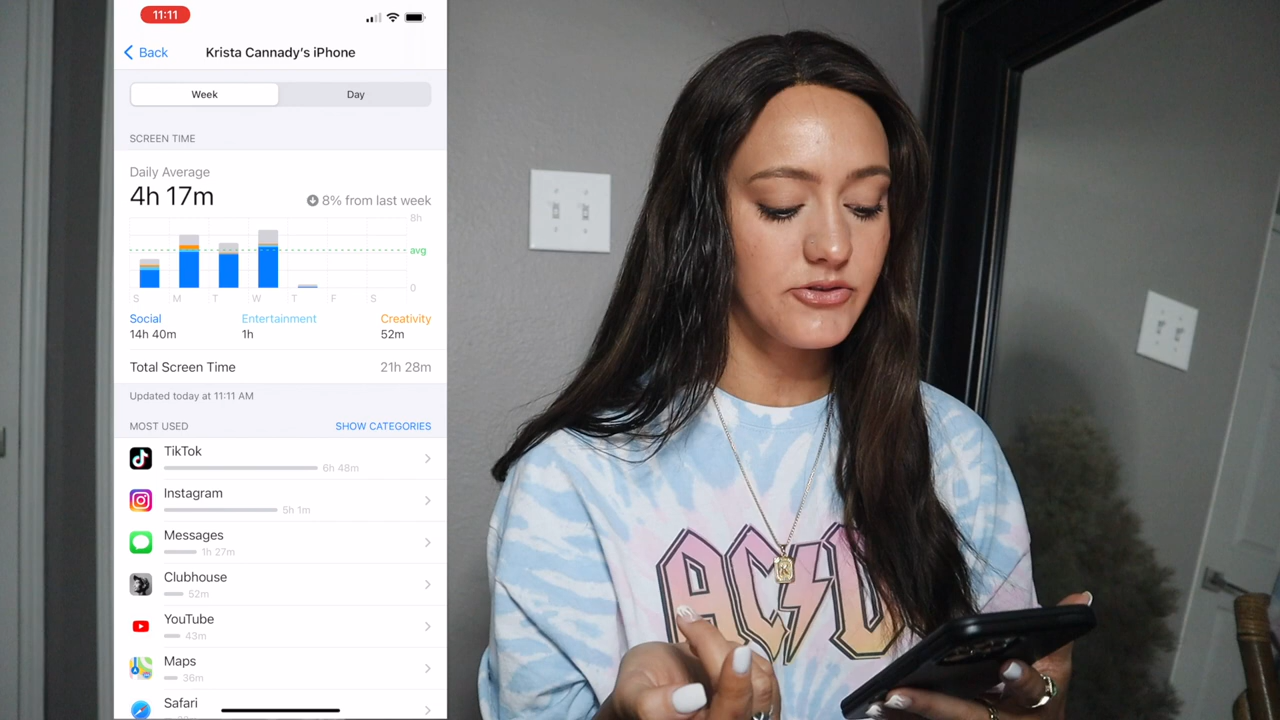 11:11
Back
Krista Cannady's iPhone
Week
Day
SCREEN TIME
Daily Average
4h 17m
8% from last week
8h
avg
0
S M T W T F S
Social
Entertainment
Creativity
14h 40m
1h
52m
Total Screen Time
21h 28m
Updated today at 11:11 AM
MOST USED
SHOW CATEGORIES
TikTok
6h 48m
Instagram
5h 1m
Messages
1h 27m
Clubhouse
52m
YouTube
43m
Maps
36m
Safari
AC/D